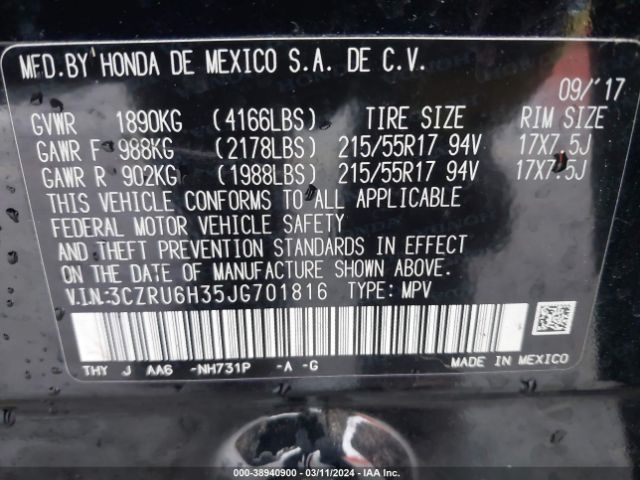 MFD.BY HONDA DE MEXICO S.A. DE C.V.
09/'17
GVWR 1890KG (4166LBS) TIRE SIZE RIM SIZE
GAWR F 988KG (2178LBS) 215/55R17 94V 17X7.5J
GAWR R 902KG (1988LBS) 215/55R17 94V 17X7.5J
THIS VEHICLE CONFORMS TO ALL APPLICABLE
FEDERAL MOTOR VEHICLE SAFETY
AND THEFT PREVENTION STANDARDS IN EFFECT
ON THE DATE OF MANUFACTURE SHOWN ABOVE.
V.I.N.:3CZRU6H35JG701816 TYPE: MPV
THY J AA6 -NH731P -A -G
MADE IN MEXICO
000-38940900 - 03/11/2024 - IAA Inc.